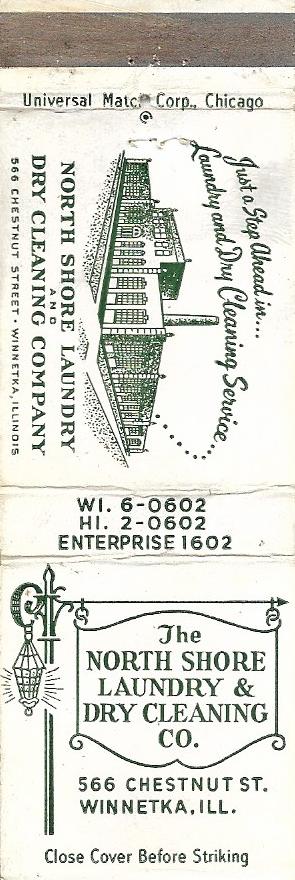 Universal Matc. Corp., Chicago
Just a Step Ahead in...
Laundry and Dry Cleaning Service
NORTH SHORE LAUNDRY
AND
DRY CLEANING COMPANY
566 CHESTNUT STREET • WINNETKA, ILLINOIS
WI. 6-0602
HI. 2-0602
ENTERPRISE 1602
The
NORTH SHORE
LAUNDRY &
DRY CLEANING
CO.
566 CHESTNUT ST.
WINNETKA, ILL.
Close Cover Before Striking